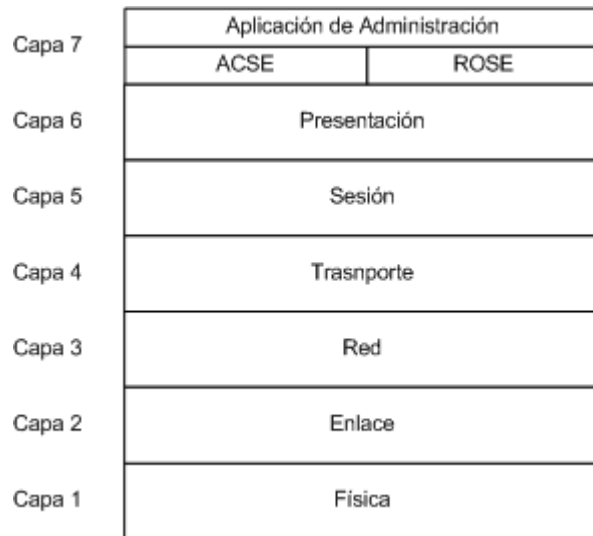 Capa 7
Aplicación de Administración
ACSE
ROSE
Capa 6
Presentación
Capa 5
Sesión
Capa 4
Trasnporte
Capa 3
Red
Capa 2
Enlace
Capa 1
Física